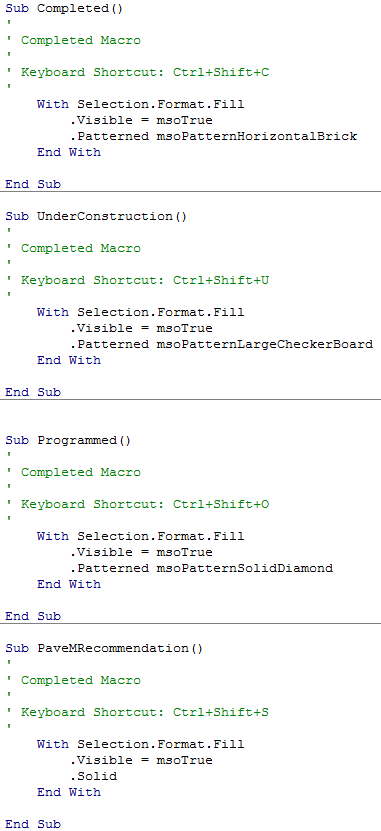 Sub Completed()
'
' Completed Macro
'
' Keyboard Shortcut: Ctrl+Shift+C
'
    With Selection.Format.Fill
        .Visible = msoTrue
        .Patterned msoPatternHorizontalBrick
    End With

End Sub

Sub UnderConstruction()
'
' Completed Macro
'
' Keyboard Shortcut: Ctrl+Shift+U
'
    With Selection.Format.Fill
        .Visible = msoTrue
        .Patterned msoPatternLargeCheckerBoard
    End With

End Sub


Sub Programmed()
'
' Completed Macro
'
' Keyboard Shortcut: Ctrl+Shift+O
'
    With Selection.Format.Fill
        .Visible = msoTrue
        .Patterned msoPatternSolidDiamond
    End With

End Sub

Sub PaveMRecommendation()
'
' Completed Macro
'
' Keyboard Shortcut: Ctrl+Shift+S
'
    With Selection.Format.Fill
        .Visible = msoTrue
        .Solid
    End With

End Sub